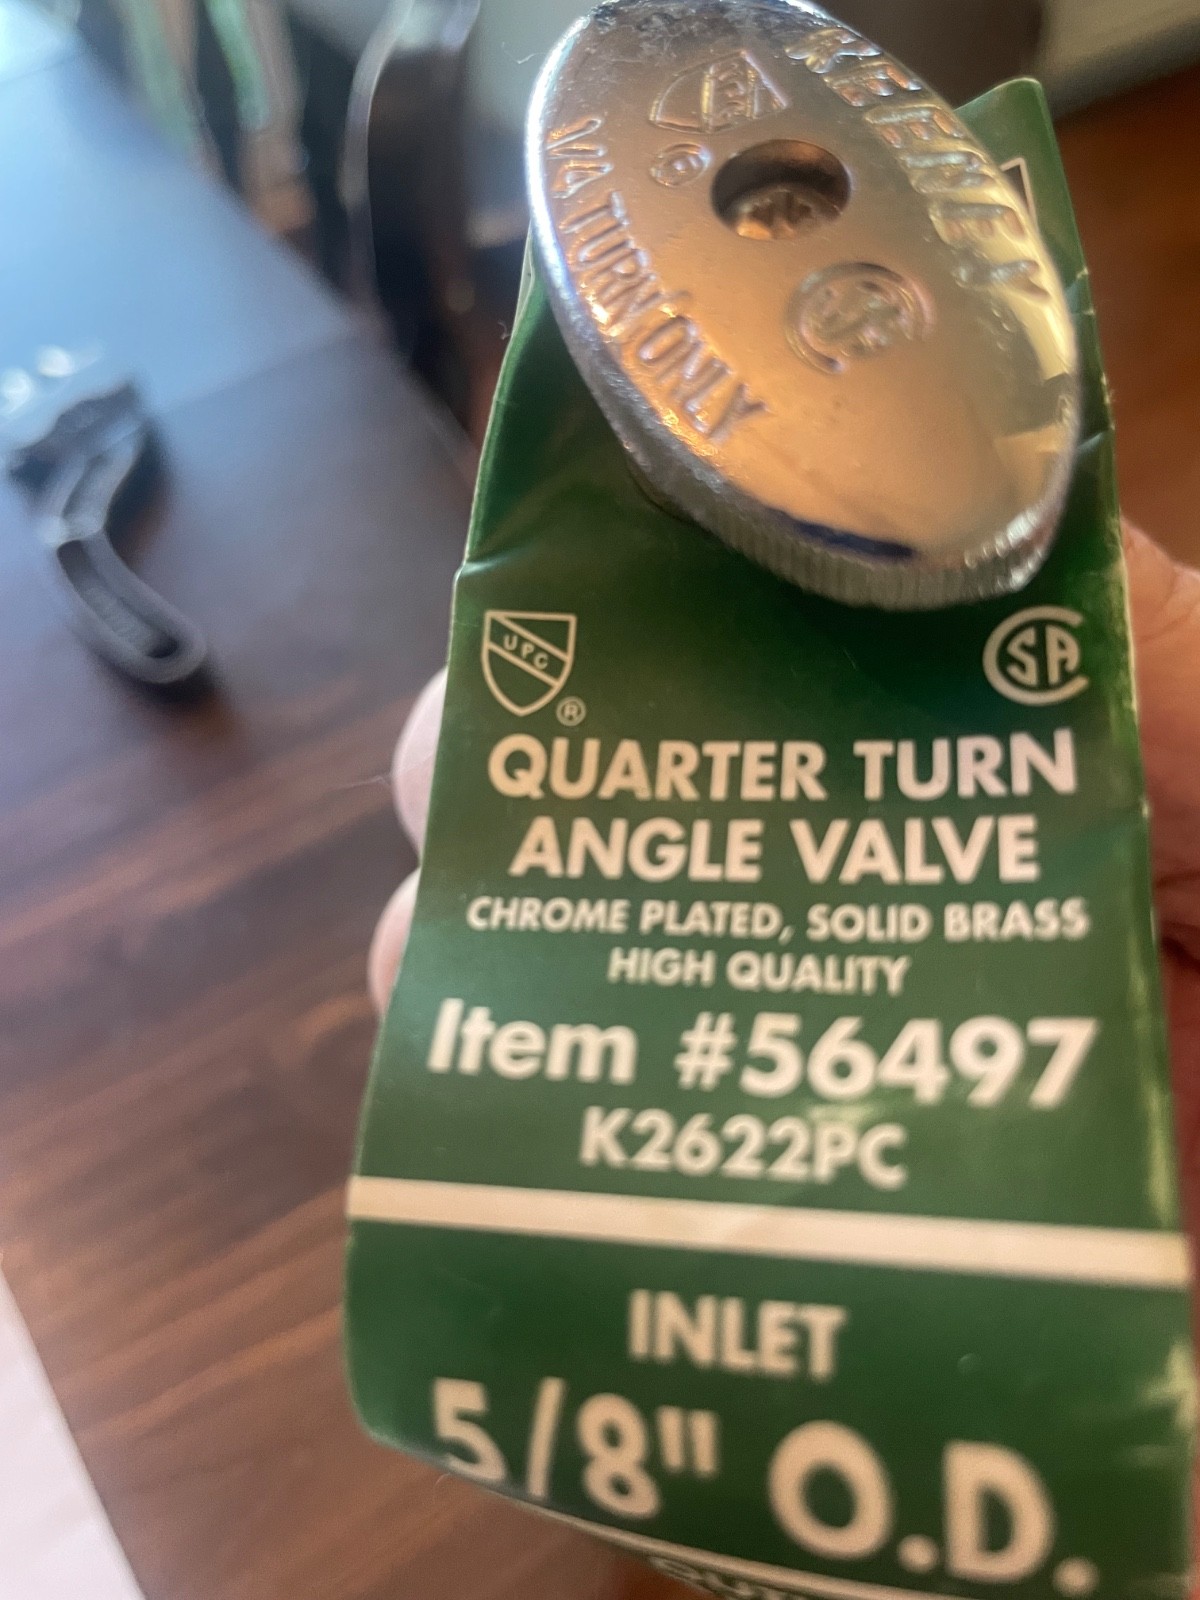 KEENEY
UPC
®
1/4 TURN ONLY
UPC
®
CSA
QUARTER TURN
ANGLE VALVE
CHROME PLATED, SOLID BRASS
HIGH QUALITY
Item #56497
K2622PC
INLET
5/8" O.D.